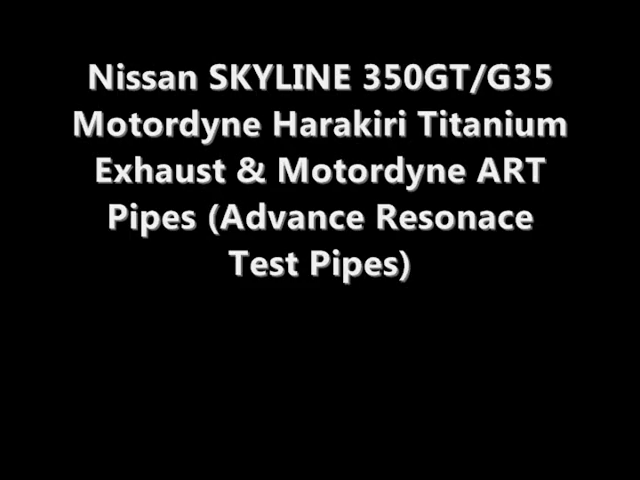 Nissan SKYLINE 350GT/G35
Motordyne Harakiri Titanium
Exhaust & Motordyne ART
Pipes (Advance Resonace
Test Pipes)